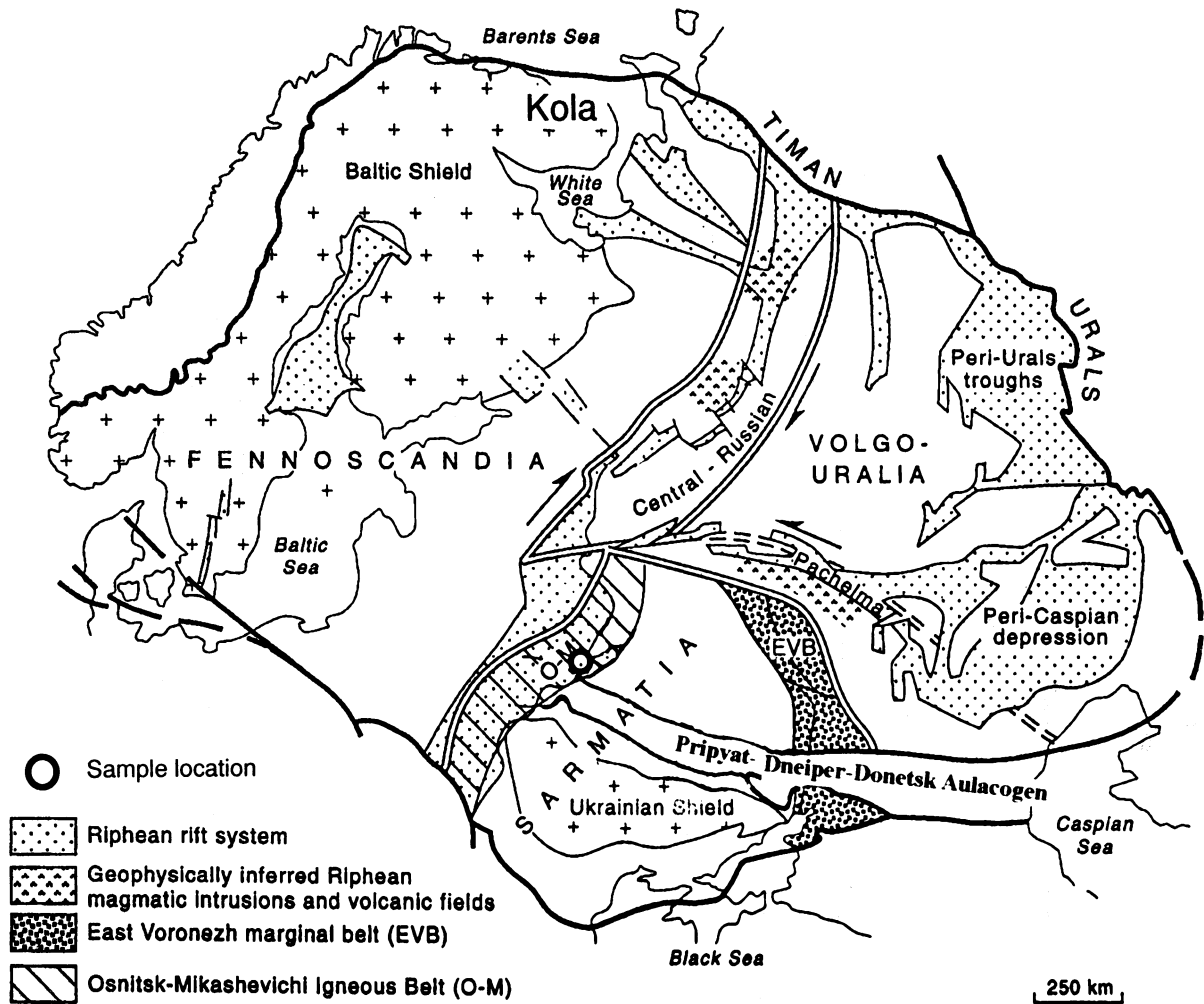 Barents Sea
Kola
TIMAN
Baltic Shield
White
Sea
URALS
Peri-Urals
troughs
VOLGO-
URALIA
Central - Russian
FENNOSCANDIA
Baltic
Sea
Pachelma
Peri-Caspian
depression
EVB
O-M
SARMATIA
Pripyat- Dneiper-Donetsk Aulacogen
Ukrainian Shield
Caspian
Sea
Black Sea
Sample location
Riphean rift system
Geophysically inferred Riphean
magmatic intrusions and volcanic fields
East Voronezh marginal belt (EVB)
Osnitsk-Mikashevichi Igneous Belt (O-M)
250 km